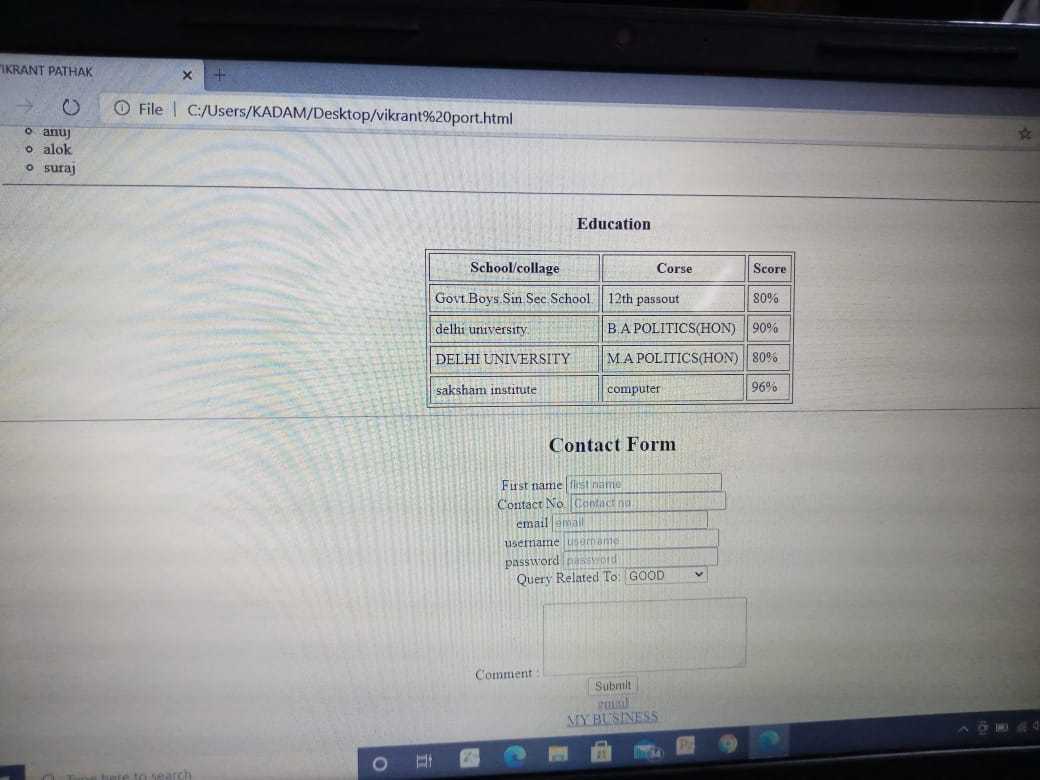 IKRANT PATHAK
File | C:/Users/KADAM/Desktop/vikrant%20port.html
anuj
alok
suraj
Education
School/collage Corse Score
Govt.Boys.Sin.Sec.School 12th passout 80%
delhi university. B.A POLITICS(HON) 90%
DELHI UNIVERSITY M.A POLITICS(HON) 80%
saksham institute computer 96%
Contact Form
First name first name
Contact No Contact no
email email
username username
password password
Query Related To: GOOD
Comment :
Submit
gmail
MY BUSINESS
Type here to search